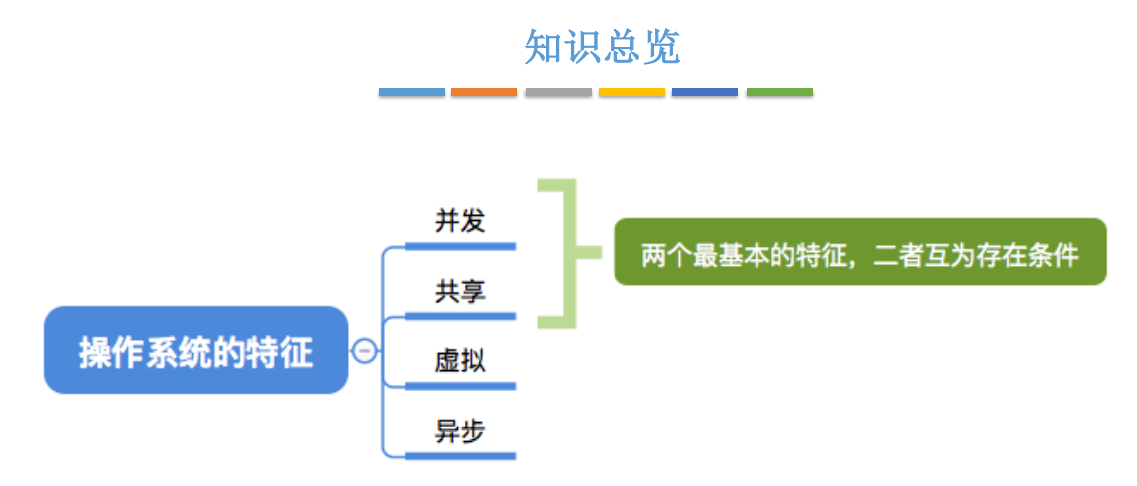 知识总览
并发
两个最基本的特征，二者互为存在条件
共享
操作系统的特征
虚拟
异步